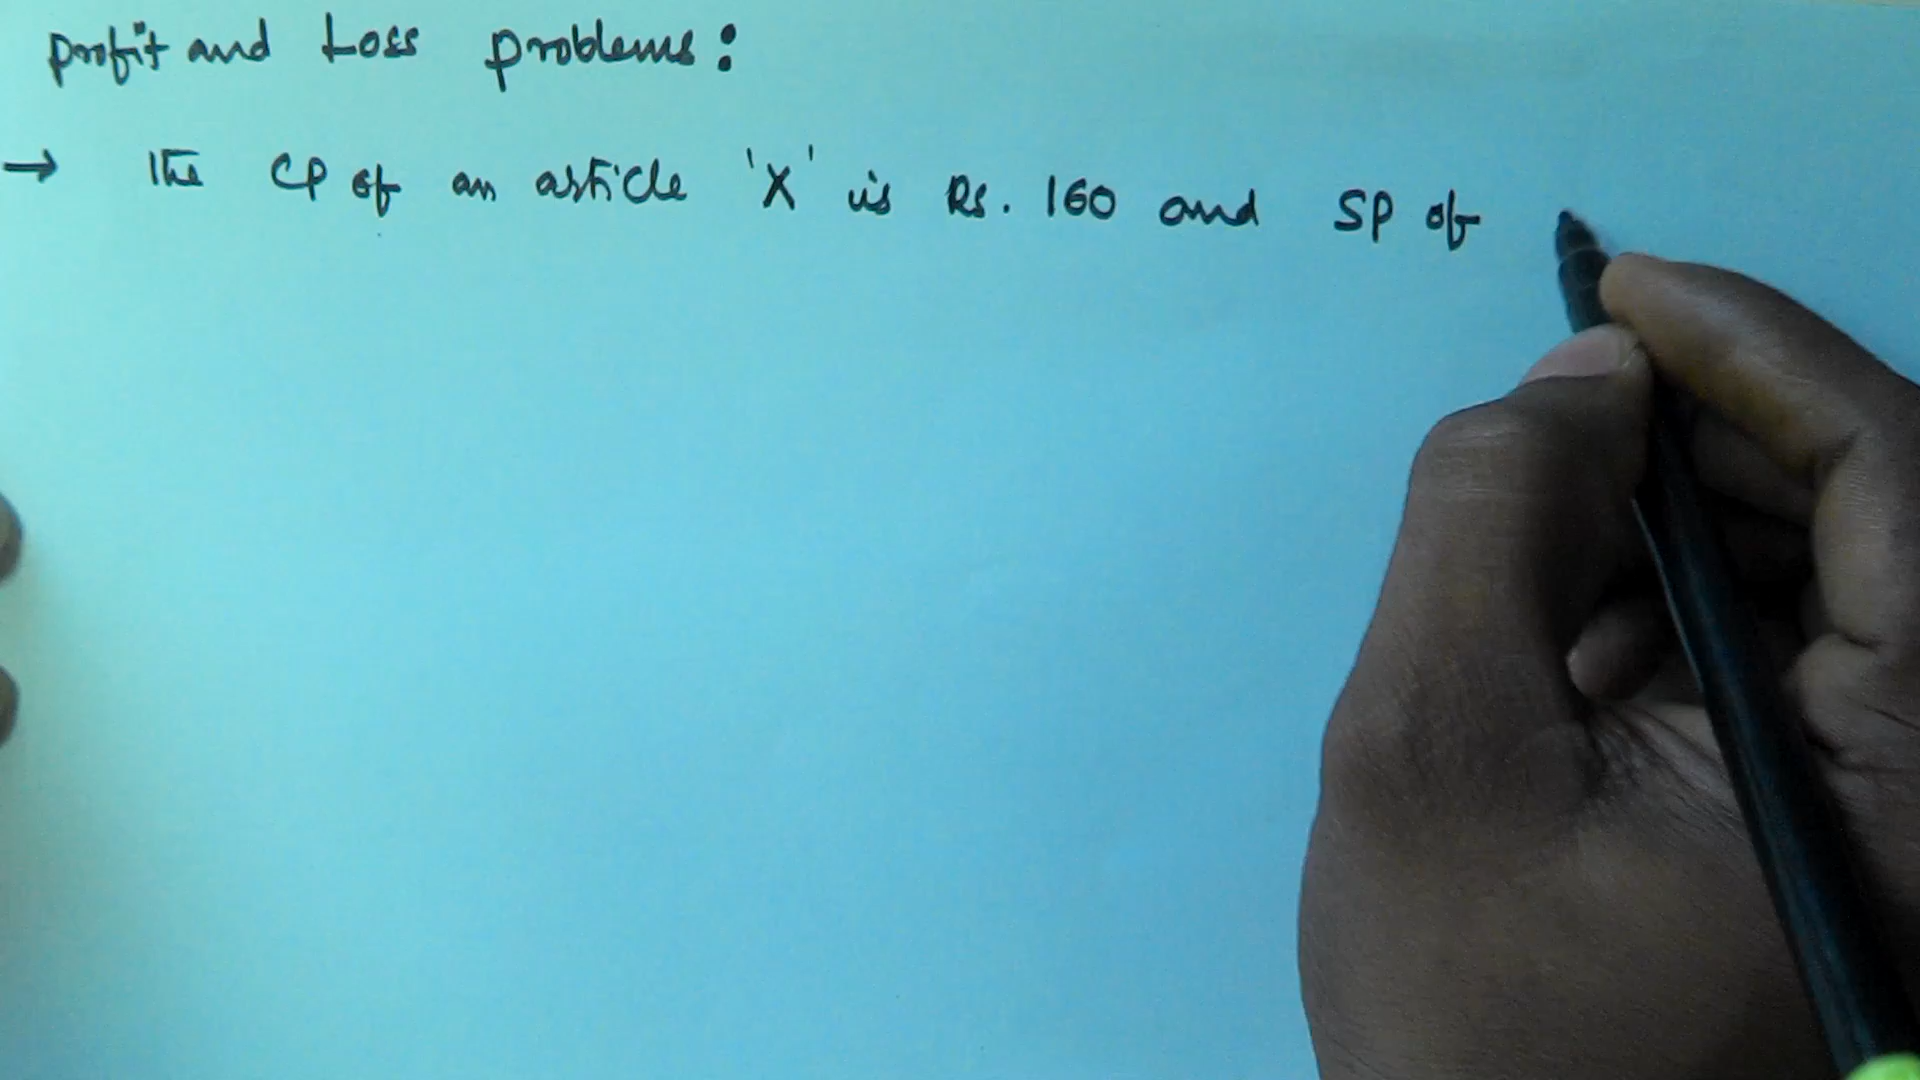 Profit and Loss problems:
→ The CP of an article 'X' is Rs. 160 and SP of